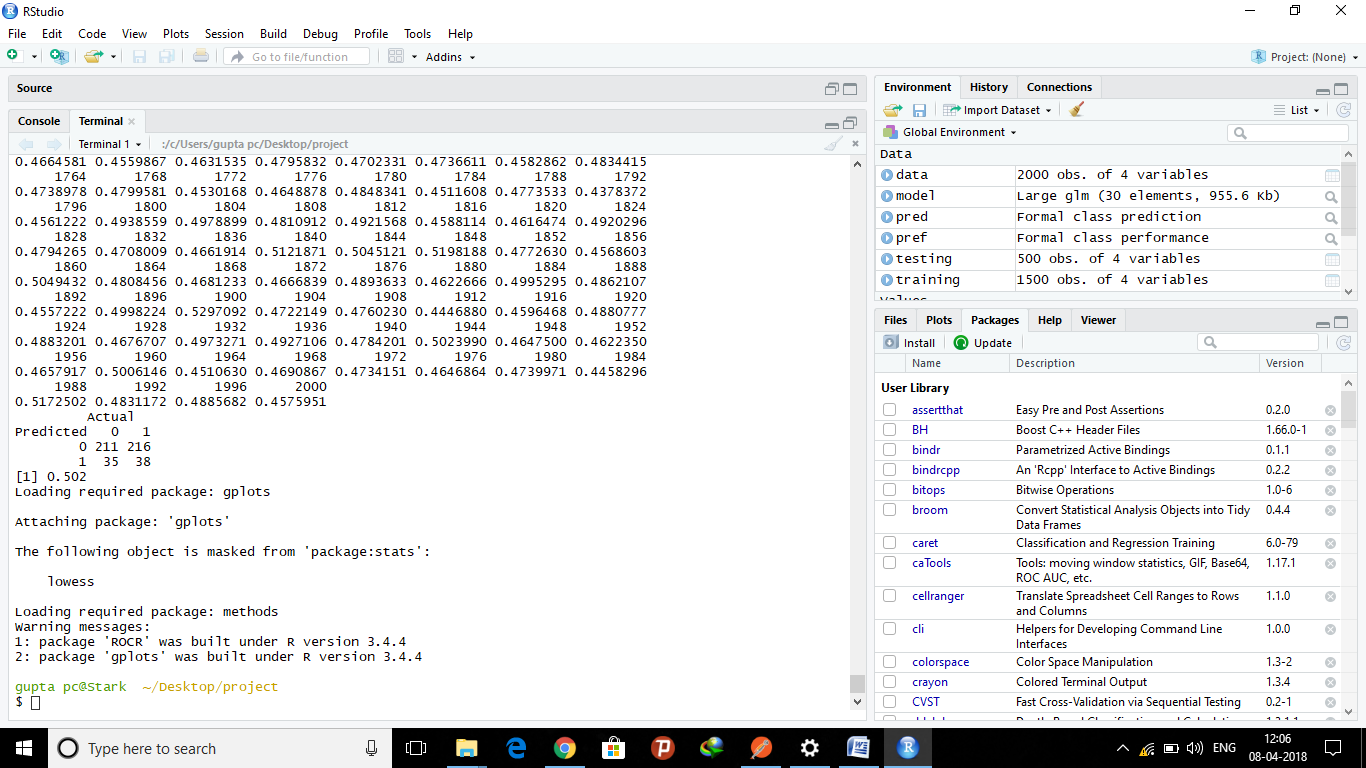 RStudio
File Edit Code View Plots Session Build Debug Profile Tools Help
Go to file/function Addins Project: (None)
Source
Console Terminal
Terminal 1 :/c/Users/gupta pc/Desktop/project
0.4664581 0.4559867 0.4631535 0.4795832 0.4702331 0.4736611 0.4582862 0.4834415
1764 1768 1772 1776 1780 1784 1788 1792
0.4738978 0.4799581 0.4530168 0.4648878 0.4848341 0.4511608 0.4773533 0.4378372
1796 1800 1804 1808 1812 1816 1820 1824
0.4561222 0.4938559 0.4978899 0.4810912 0.4921568 0.4588114 0.4616474 0.4920296
1828 1832 1836 1840 1844 1848 1852 1856
0.4794265 0.4708009 0.4661914 0.5121871 0.5045121 0.5198188 0.4772630 0.4568603
1860 1864 1868 1872 1876 1880 1884 1888
0.5049432 0.4808456 0.4681233 0.4666839 0.4893633 0.4622666 0.4995295 0.4862107
1892 1896 1900 1904 1908 1912 1916 1920
0.4557222 0.4998224 0.5297092 0.4722149 0.4760230 0.4446880 0.4596468 0.4880777
1924 1928 1932 1936 1940 1944 1948 1952
0.4883201 0.4676707 0.4973271 0.4927106 0.4784201 0.5023990 0.4647500 0.4622350
1956 1960 1964 1968 1972 1976 1980 1984
0.4657917 0.5006146 0.4510630 0.4690867 0.4734151 0.4646864 0.4739971 0.4458296
1988 1992 1996 2000
0.5172502 0.4831172 0.4885682 0.4575951
Actual
Predicted 0 1
0 211 216
1 35 38
[1] 0.502
Loading required package: gplots
Attaching package: 'gplots'
The following object is masked from 'package:stats':
lowess
Loading required package: methods
Warning messages:
1: package 'ROCR' was built under R version 3.4.4
2: package 'gplots' was built under R version 3.4.4
gupta pc@Stark ~/Desktop/project
$
Environment History Connections
Import Dataset List
Global Environment
Data
data 2000 obs. of 4 variables
model Large glm (30 elements, 955.6 Kb)
pred Formal class prediction
pref Formal class performance
testing 500 obs. of 4 variables
training 1500 obs. of 4 variables
Values
Files Plots Packages Help Viewer
Install Update
Name Description Version
User Library
assertthat Easy Pre and Post Assertions 0.2.0
BH Boost C++ Header Files 1.66.0-1
bindr Parametrized Active Bindings 0.1.1
bindrcpp An 'Rcpp' Interface to Active Bindings 0.2.2
bitops Bitwise Operations 1.0-6
broom Convert Statistical Analysis Objects into Tidy 0.4.4
Data Frames
caret Classification and Regression Training 6.0-79
caTools Tools: moving window statistics, GIF, Base64, 1.17.1
ROC AUC, etc.
cellranger Translate Spreadsheet Cell Ranges to Rows 1.1.0
and Columns
cli Helpers for Developing Command Line 1.0.0
Interfaces
colorspace Color Space Manipulation 1.3-2
crayon Colored Terminal Output 1.3.4
CVST Fast Cross-Validation via Sequential Testing 0.2-1
Type here to search
ENG
12:06
08-04-2018